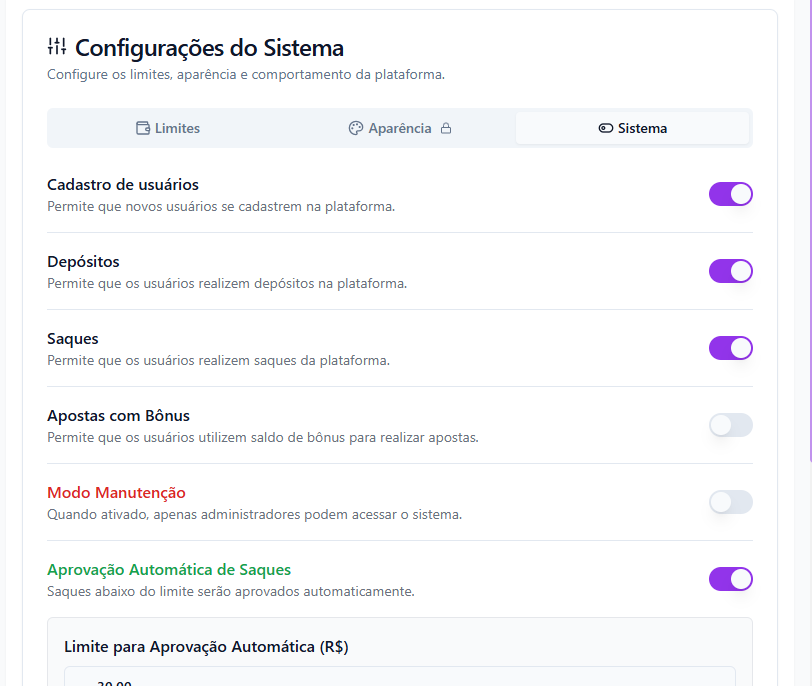 Configurações do Sistema
Configure os limites, aparência e comportamento da plataforma.
Limites Aparência Sistema
Cadastro de usuários
Permite que novos usuários se cadastrem na plataforma.
Depósitos
Permite que os usuários realizem depósitos na plataforma.
Saques
Permite que os usuários realizem saques da plataforma.
Apostas com Bônus
Permite que os usuários utilizem saldo de bônus para realizar apostas.
Modo Manutenção
Quando ativado, apenas administradores podem acessar o sistema.
Aprovação Automática de Saques
Saques abaixo do limite serão aprovados automaticamente.
Limite para Aprovação Automática (R$)